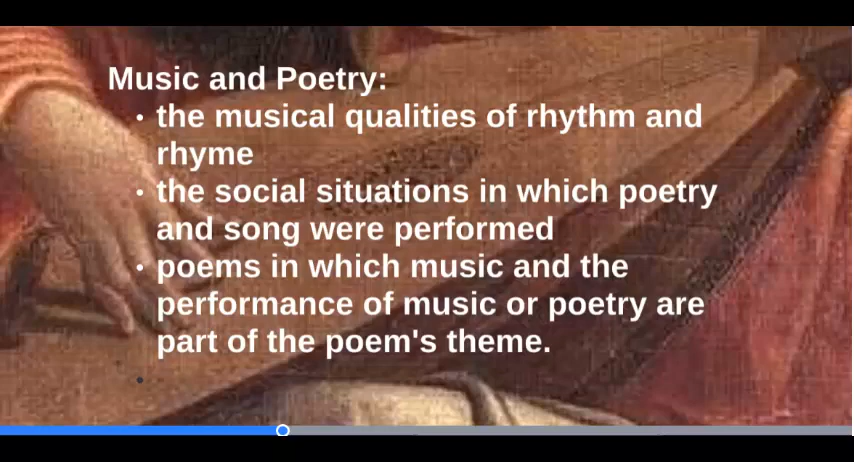 Music and Poetry:
• the musical qualities of rhythm and
rhyme
• the social situations in which poetry
and song were performed
• poems in which music and the
performance of music or poetry are
part of the poem's theme.
•